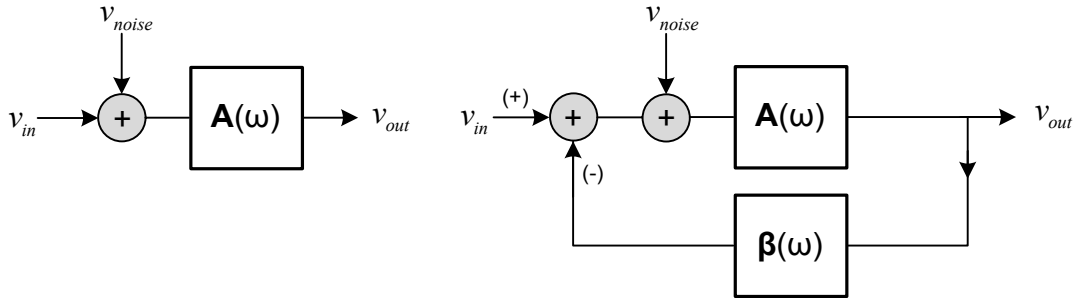 v_noise
v_in
+
A(ω)
v_out
v_noise
v_in
(+)
+
+
A(ω)
v_out
(-)
β(ω)